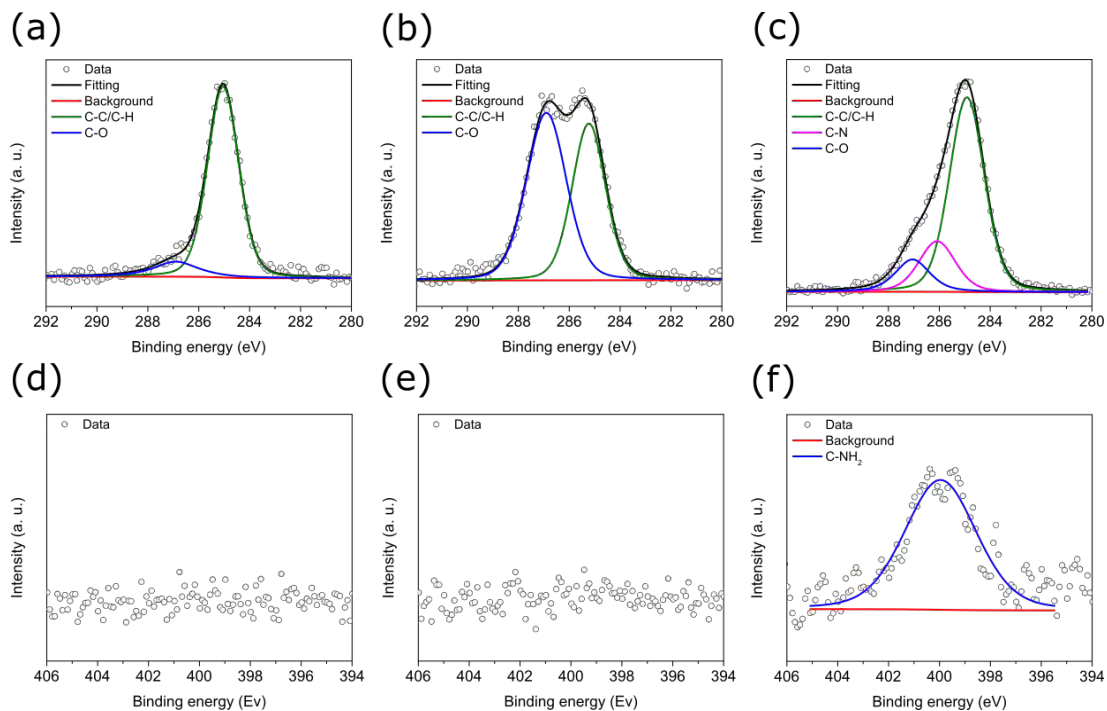 (a)
Data
Fitting
Background
C-C/C-H
C-O
Intensity (a. u.)
292 290 288 286 284 282 280
Binding energy (eV)
(b)
Data
Fitting
Background
C-C/C-H
C-O
Intensity (a. u.)
292 290 288 286 284 282 280
Binding energy (eV)
(c)
Data
Fitting
Background
C-C/C-H
C-N
C-O
Intensity (a. u.)
292 290 288 286 284 282 280
Binding energy (eV)
(d)
Data
Intensity (a. u.)
406 404 402 400 398 396 394
Binding energy (Ev)
(e)
Data
Intensity (a. u.)
406 404 402 400 398 396 394
Binding energy (Ev)
(f)
Data
Background
C-NH₂
Intensity (a. u.)
406 404 402 400 398 396 394
Binding energy (eV)